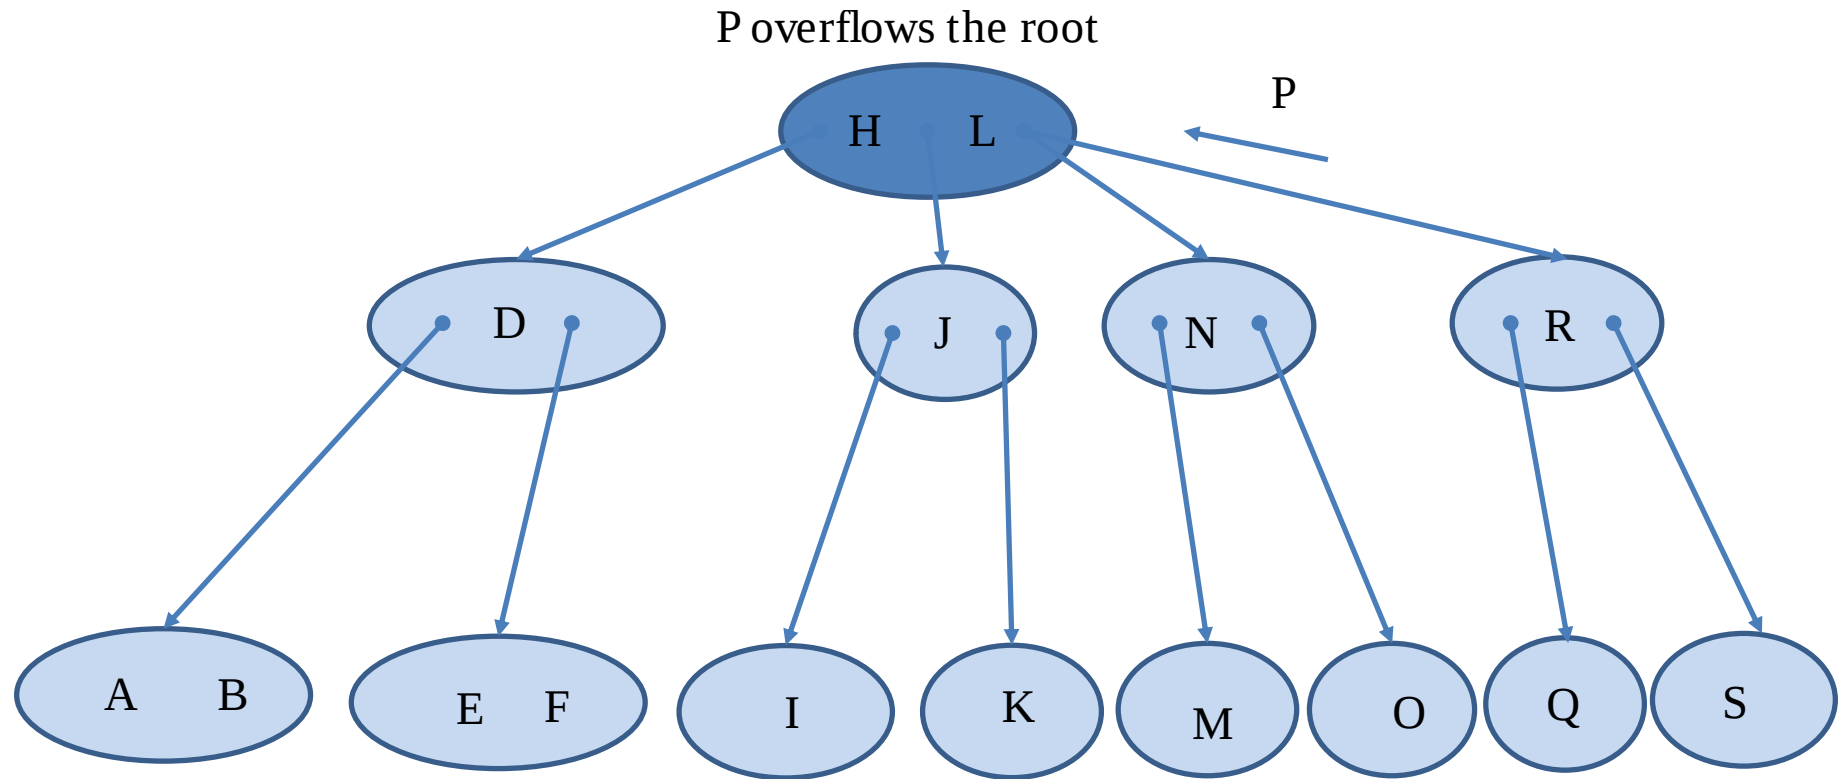 P overflows the root
P
H L
D J N R
A B E F I K M O Q S